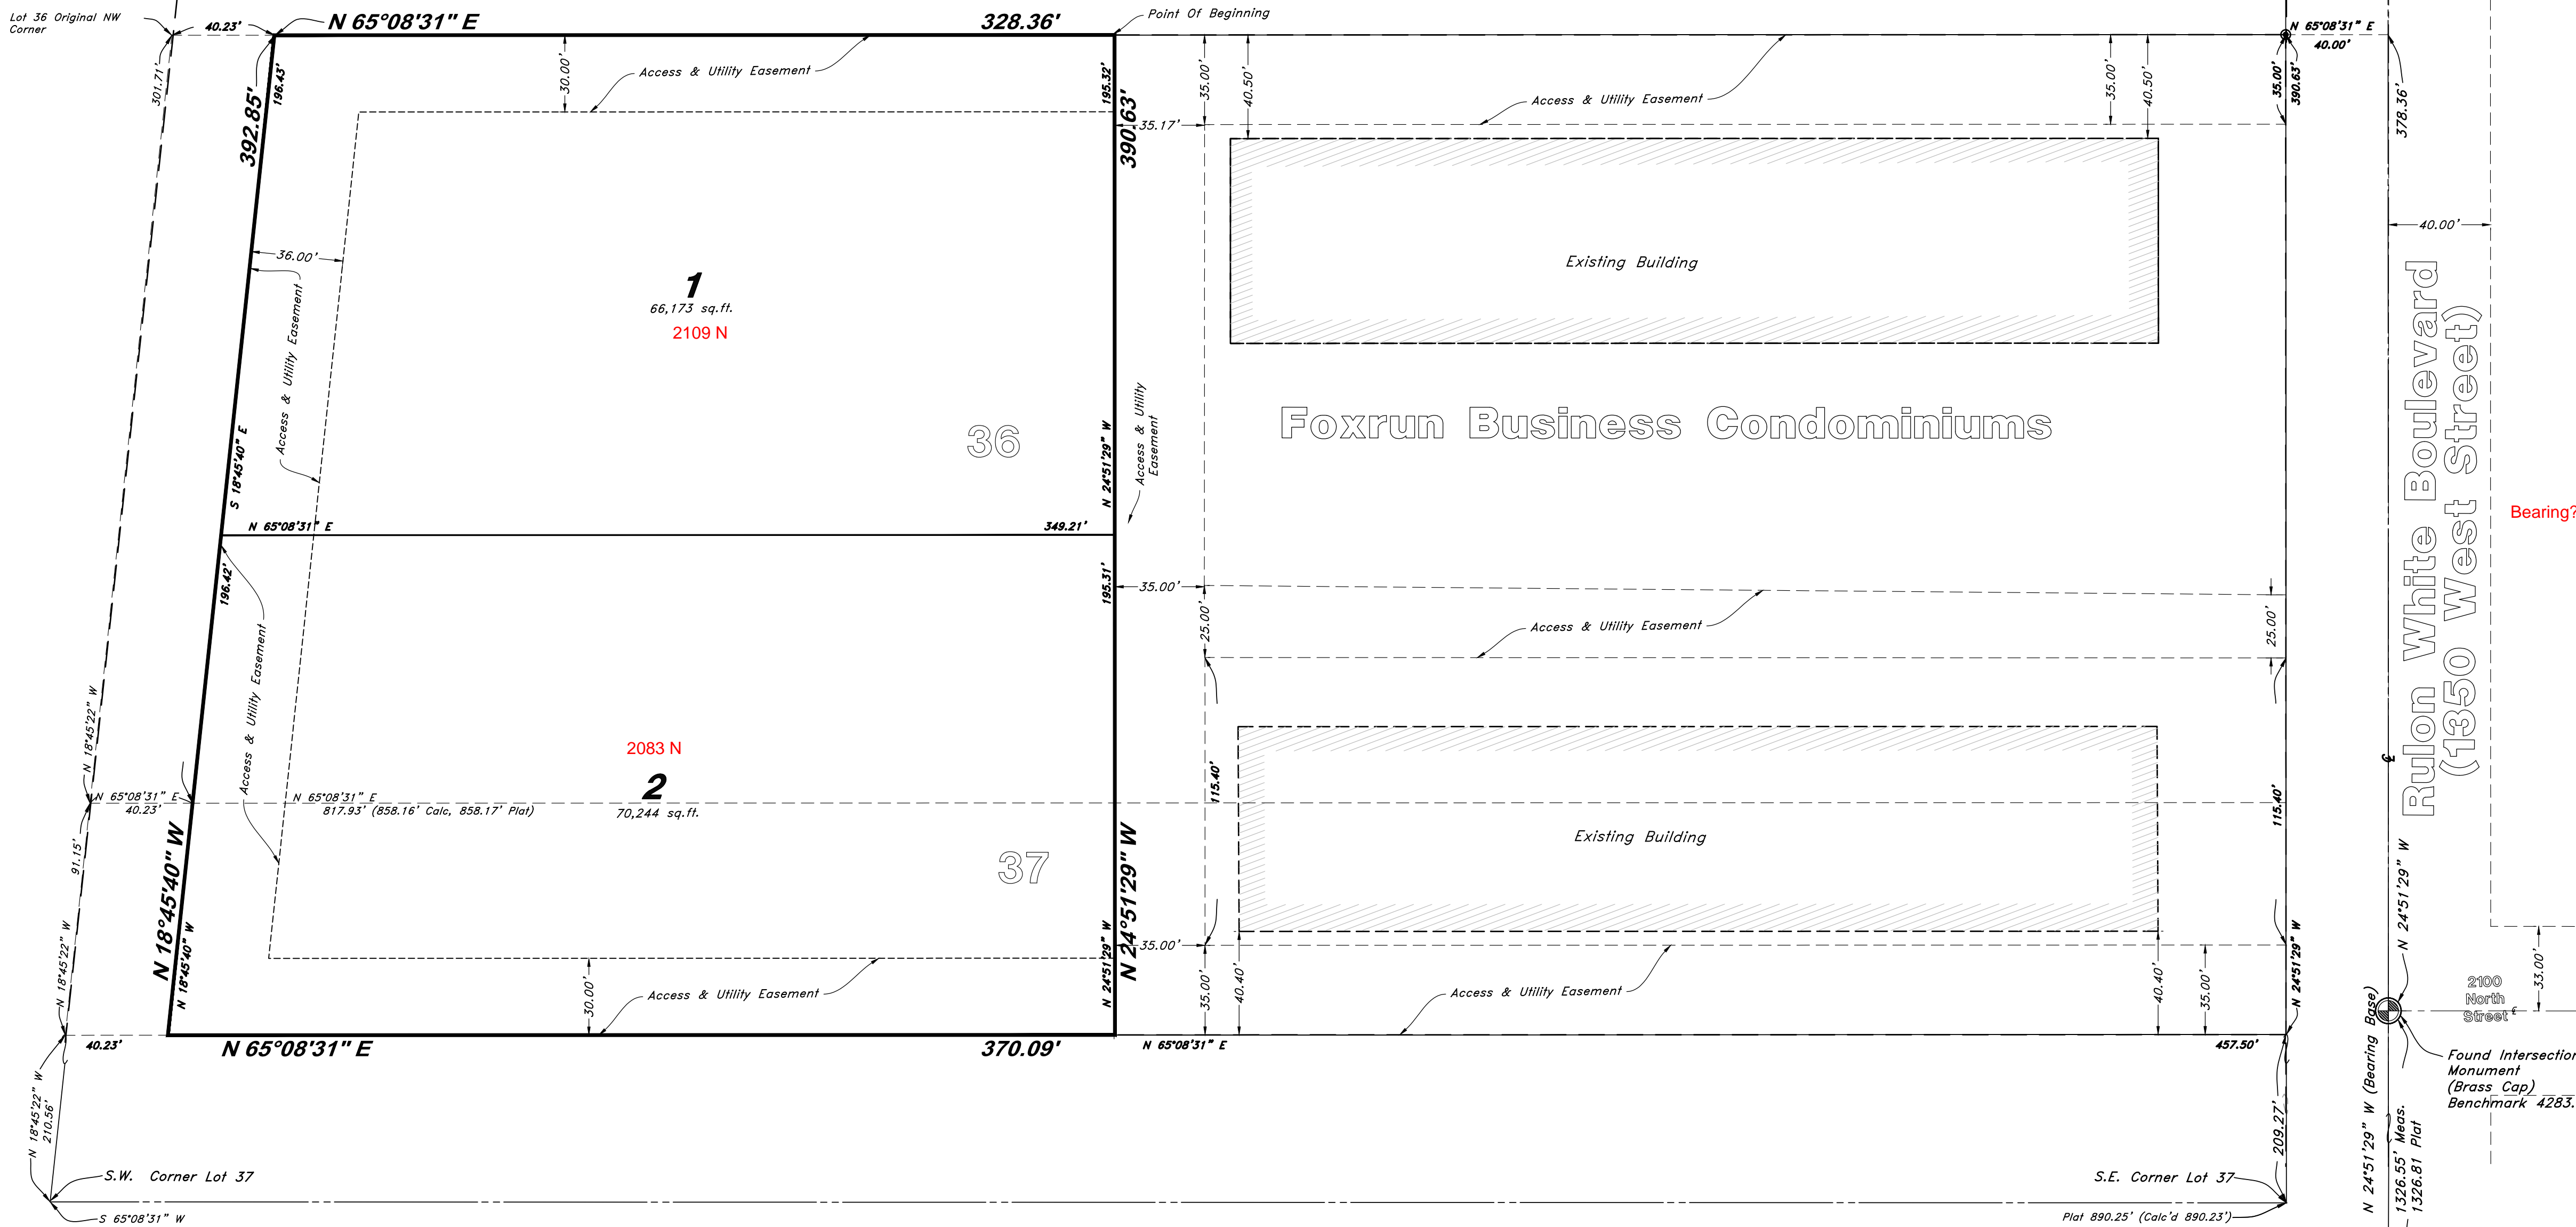 Lot 36 Original NW
Corner
40.23'
N 65°08'31" E
328.36'
Point Of Beginning
N 65°08'31" E
40.00'
301.71'
392.85'
196.43'
30.00'
Access & Utility Easement
195.32'
390.63'
35.00'
40.50'
35.17'
Access & Utility Easement
35.00'
40.50'
35.00'
390.63'
378.36'
36.00'
Access & Utility Easement
S 18°45'40" E
1
66,173 sq.ft.
2109 N
36
N 24°51'29" W
Access & Utility
Easement
Existing Building
Foxrun Business Condominiums
40.00'
Rulon White Boulevard
(1350 West Street)
Bearing?
N 65°08'31" E
349.21'
196.42'
195.31'
35.00'
25.00'
Access & Utility Easement
25.00'
Access & Utility Easement
N 18°45'22" W
2083 N
2
70,244 sq.ft.
N 65°08'31" E
40.23'
N 65°08'31" E
817.93' (858.16' Calc, 858.17' Plat)
91.15'
N 18°45'40" W
N 18°45'40" W
37
N 24°51'29" W
N 24°51'29" W
115.40'
Existing Building
115.40'
℄
N 18°45'22" W
30.00'
Access & Utility Easement
35.00'
35.00'
40.40'
Access & Utility Easement
40.40'
35.00'
N 24°51'29" W
N 24°51'29" W
33.00'
2100
North
Street
℄
40.23'
N 65°08'31" E
370.09'
N 65°08'31" E
457.50'
N 24°51'29" W (Bearing Base)
Found Intersection
Monument
(Brass Cap)
Benchmark 4283.
N 18°45'22" W
210.56'
209.27'
1326.55' Meas.
1326.81 Plat
S.W. Corner Lot 37
S.E. Corner Lot 37
S 65°08'31" W
Plat 890.25' (Calc'd 890.23')